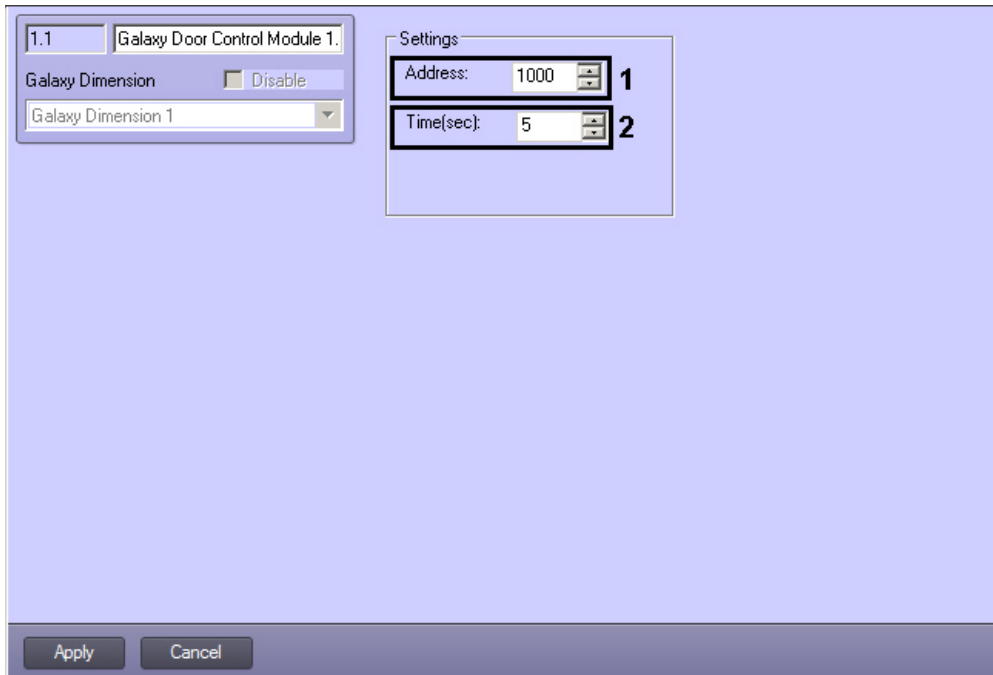 1.1 Galaxy Door Control Module 1.
Galaxy Dimension Disable
Galaxy Dimension 1
Settings
Address: 1000 1
Time(sec): 5 2
Apply Cancel